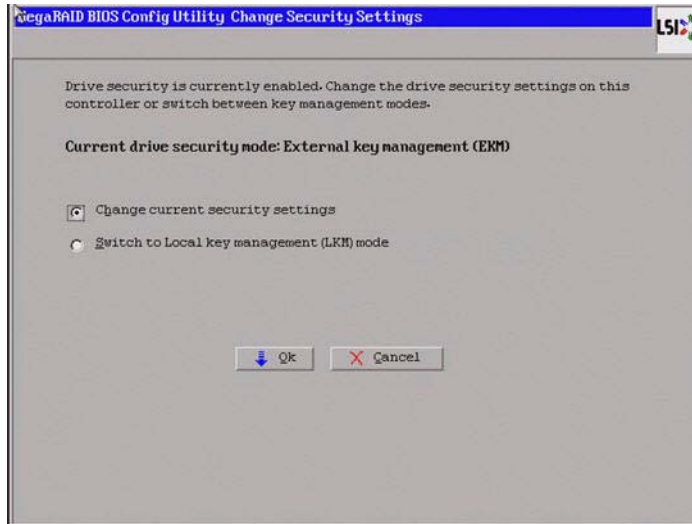 MegaRAID BIOS Config Utility Change Security Settings
LSI
Drive security is currently enabled. Change the drive security settings on this
controller or switch between key management modes.
Current drive security mode: External key management (EKM)
Change current security settings
Switch to Local key management (LKM) mode
Ok
Cancel